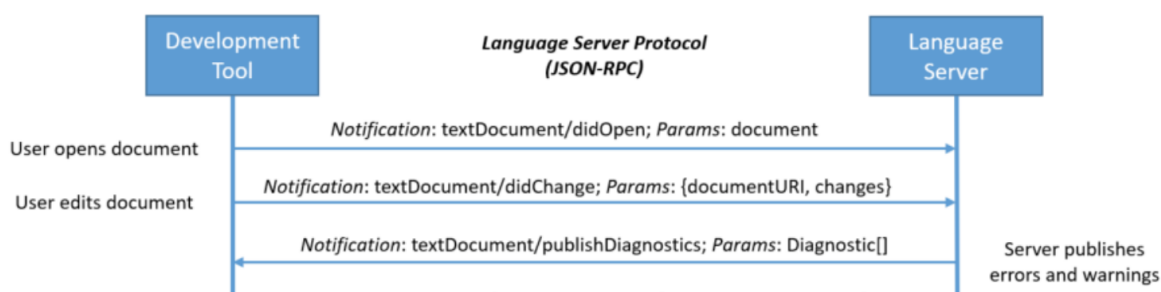 Development
Tool
Language Server Protocol
(JSON-RPC)
Language
Server
Notification: textDocument/didOpen; Params: document
User opens document
Notification: textDocument/didChange; Params: {documentURI, changes}
User edits document
Notification: textDocument/publishDiagnostics; Params: Diagnostic[]
Server publishes
errors and warnings